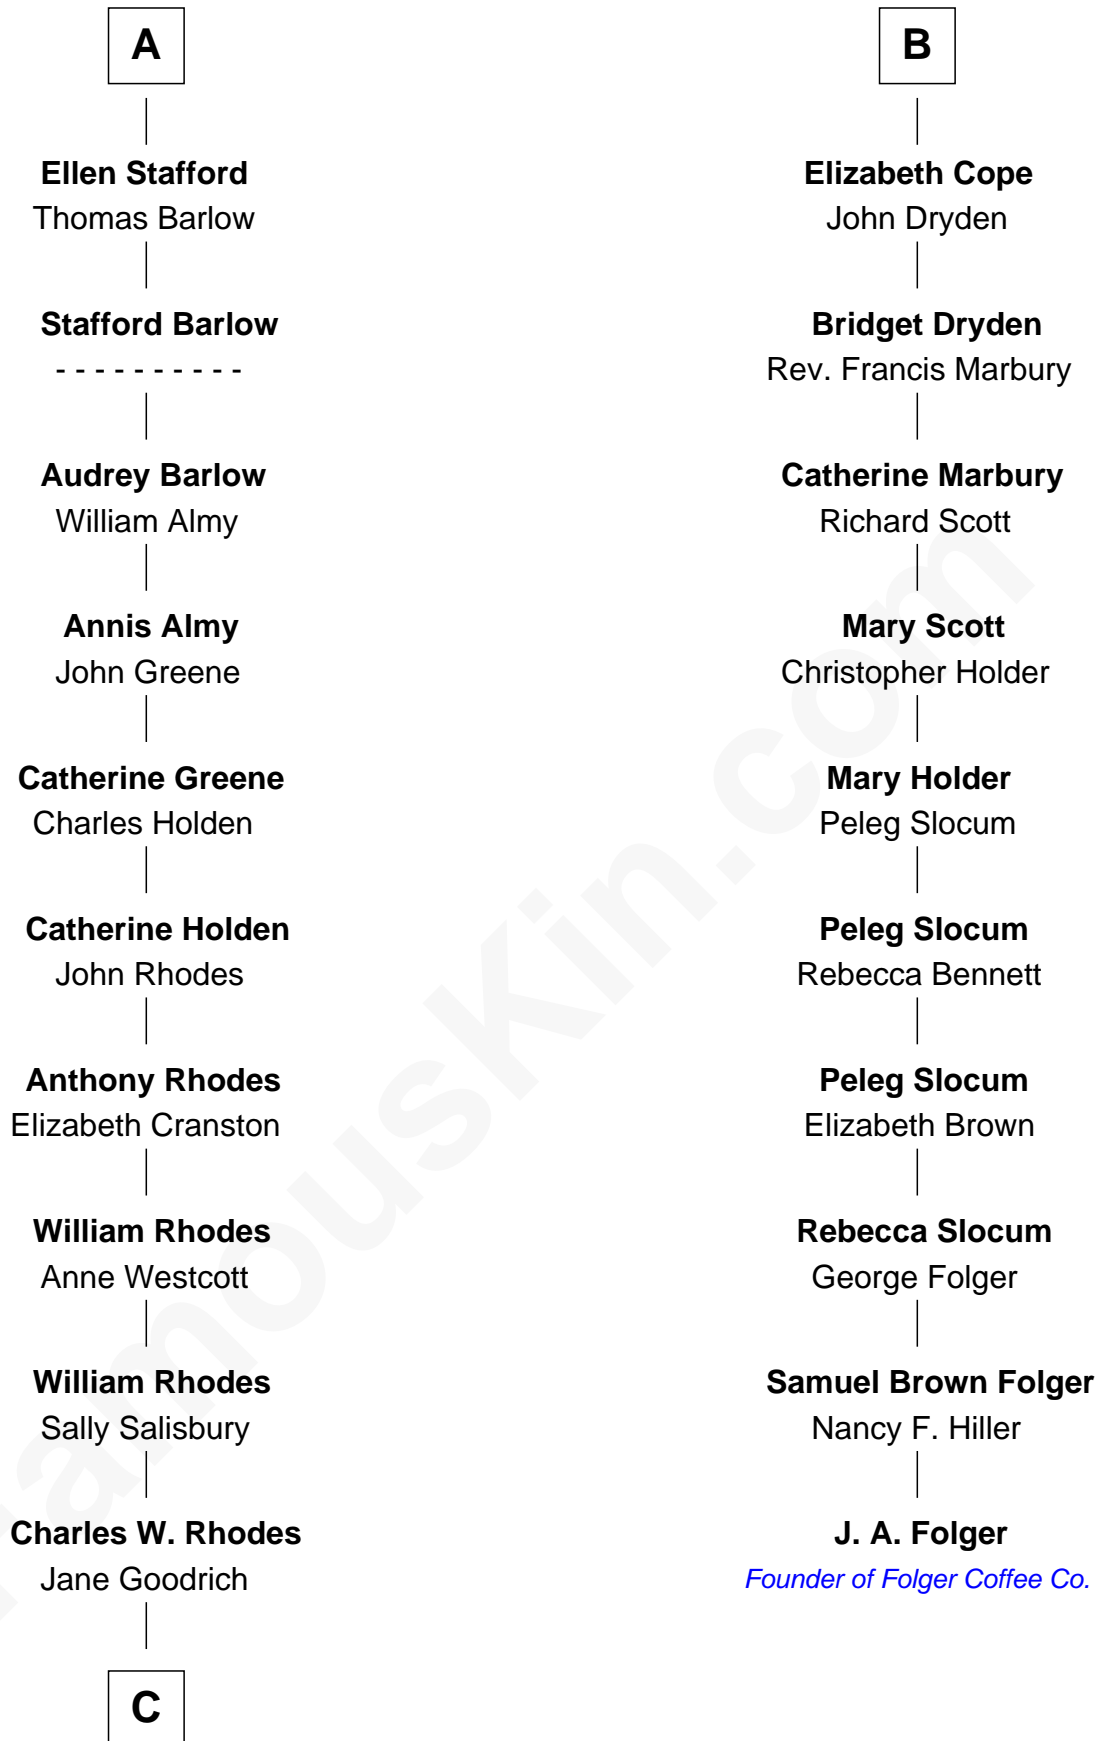 A
Ellen Stafford
Thomas Barlow
Stafford Barlow
- - - - - - - - - -
Audrey Barlow
William Almy
Annis Almy
John Greene
Catherine Greene
Charles Holden
Catherine Holden
John Rhodes
Anthony Rhodes
Elizabeth Cranston
William Rhodes
Anne Westcott
William Rhodes
Sally Salisbury
Charles W. Rhodes
Jane Goodrich
C
B
Elizabeth Cope
John Dryden
Bridget Dryden
Rev. Francis Marbury
Catherine Marbury
Richard Scott
Mary Scott
Christopher Holder
Mary Holder
Peleg Slocum
Peleg Slocum
Rebecca Bennett
Peleg Slocum
Elizabeth Brown
Rebecca Slocum
George Folger
Samuel Brown Folger
Nancy F. Hiller
J. A. Folger
Founder of Folger Coffee Co.
FamousKin.com